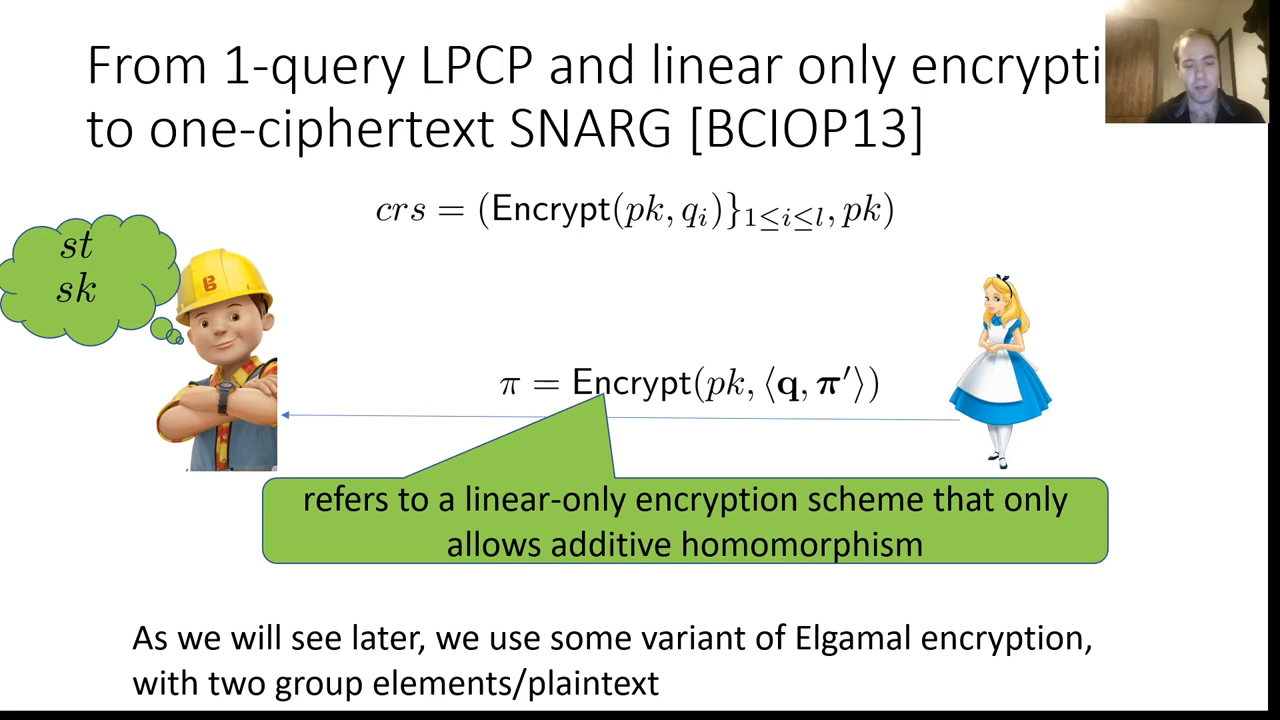 From 1-query LPCP and linear only encrypti
to one-ciphertext SNARG [BCIOP13]
crs = (Encrypt(pk, q_i)}_{1≤i≤l}, pk)
st
sk
π = Encrypt(pk, ⟨q, π′⟩)
refers to a linear-only encryption scheme that only
allows additive homomorphism
As we will see later, we use some variant of Elgamal encryption,
with two group elements/plaintext